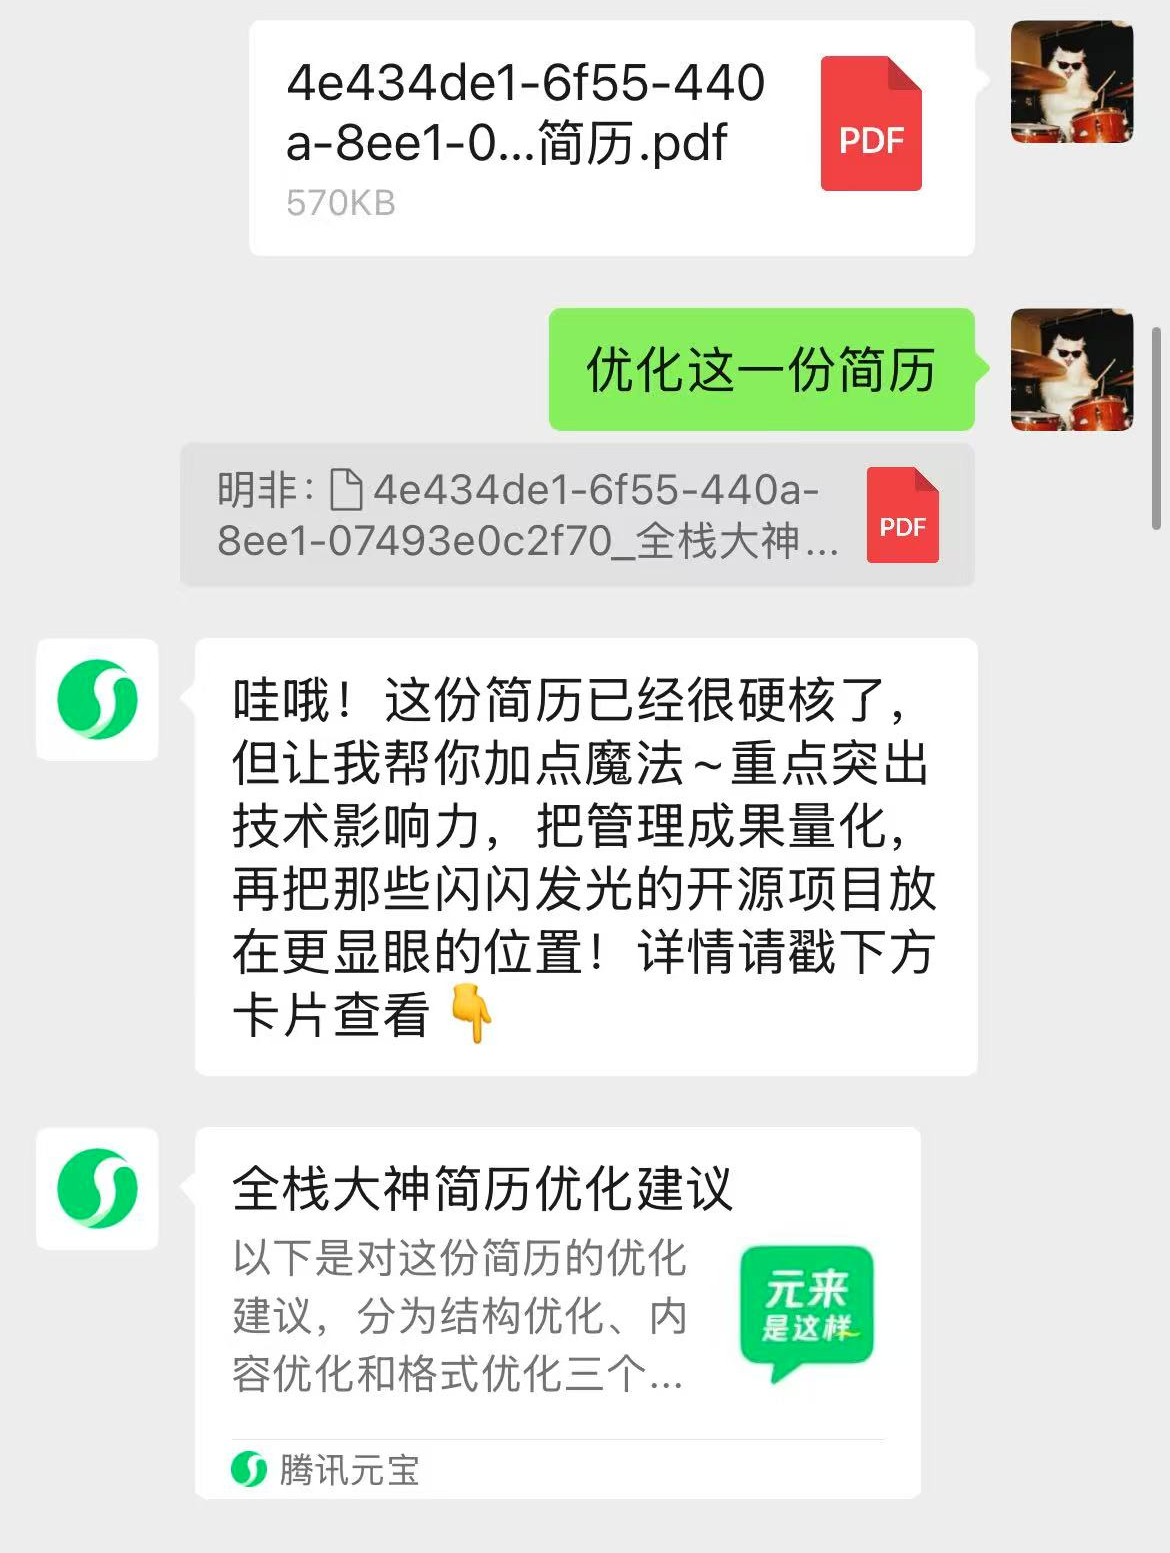 4e434de1-6f55-440
a-8ee1-0...简历.pdf
PDF
570KB
优化这一份简历
明非：4e434de1-6f55-440a-
8ee1-07493e0c2f70_全栈大神...
PDF
哇哦！这份简历已经很硬核了，
但让我帮你加点魔法~重点突出
技术影响力，把管理成果量化，
再把那些闪闪发光的开源项目放
在更显眼的位置！详情请戳下方
卡片查看👇
全栈大神简历优化建议
以下是对这份简历的优化
建议，分为结构优化、内
容优化和格式优化三个...
元来
是这样
腾讯元宝